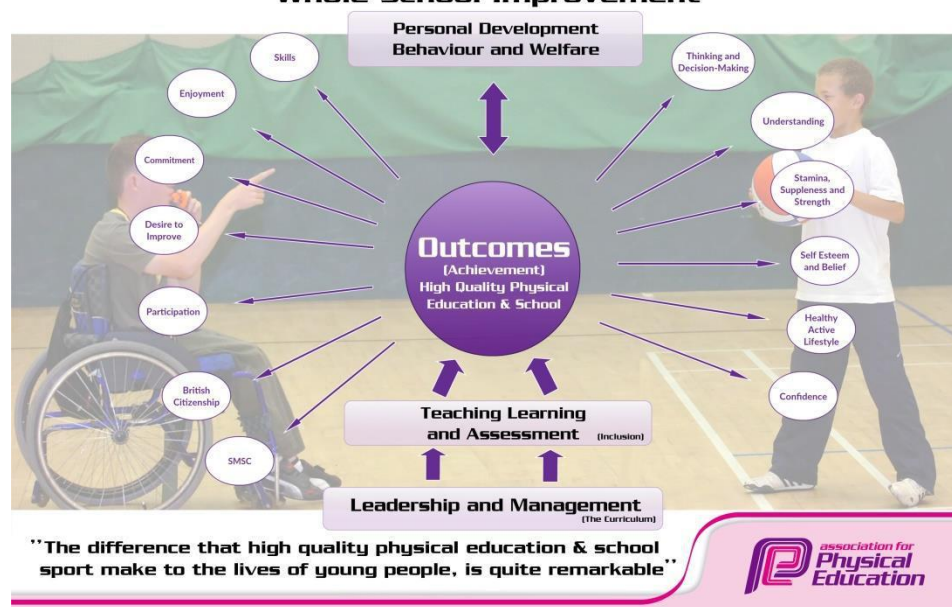 Whole School Improvement
Personal Development
Behaviour and Welfare
Skills
Enjoyment
Commitment
Desire to
Improve
Participation
British
Citizenship
SMSC
Thinking and
Decision-Making
Understanding
Stamina,
Suppleness and
Strength
Self Esteem
and Belief
Healthy
Active
Lifestyle
Confidence
Outcomes
(Achievement)
High Quality Physical
Education & School
Teaching Learning
and Assessment (Inclusion)
Leadership and Management
(The Curriculum)
"The difference that high quality physical education & school
sport make to the lives of young people, is quite remarkable"
association for
Physical
Education